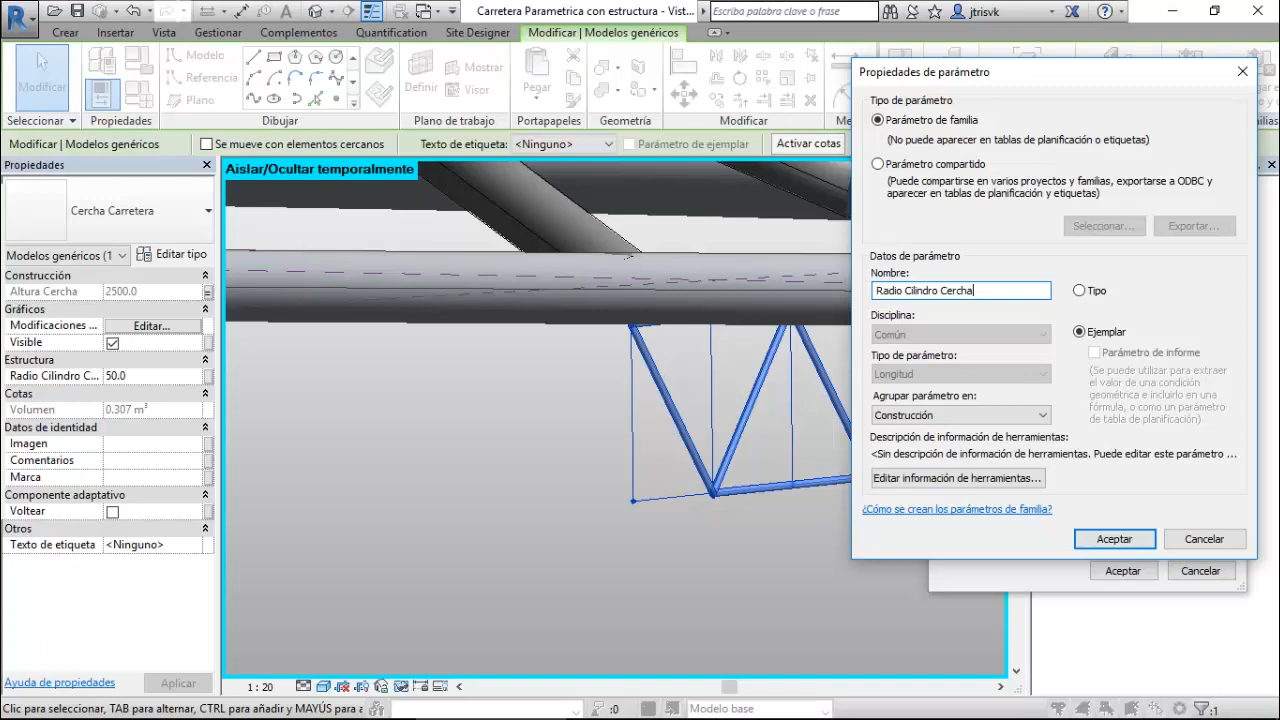 Carretera Parametrica con estructura - Vist...
Escriba palabra clave o frase
jtrisvk
Crear
Insertar
Vista
Gestionar
Complementos
Quantification
Site Designer
Modificar | Modelos genéricos
Modelo
Referencia
Plano
Modificar
Definir
Mostrar
Visor
Pegar
Seleccionar
Propiedades
Dibujar
Plano de trabajo
Portapapeles
Geometría
Modificar
Modificar | Modelos genéricos
Se mueve con elementos cercanos
Texto de etiqueta:
<Ninguno>
Parámetro de ejemplar
Activar cotas
Propiedades
Cercha Carretera
Modelos genéricos (1
Editar tipo
Construcción
Altura Cercha
2500.0
Gráficos
Modificaciones ...
Editar...
Visible
Estructura
Radio Cilindro C...
50.0
Cotas
Volumen
0.307 m³
Datos de identidad
Imagen
Comentarios
Marca
Componente adaptativo
Voltear
Otros
Texto de etiqueta
<Ninguno>
Ayuda de propiedades
Aplicar
Aislar/Ocultar temporalmente
Propiedades de parámetro
Tipo de parámetro
Parámetro de familia
(No puede aparecer en tablas de planificación o etiquetas)
Parámetro compartido
(Puede compartirse en varios proyectos y familias, exportarse a ODBC y
aparecer en tablas de planificación y etiquetas)
Seleccionar...
Exportar...
Datos de parámetro
Nombre:
Radio Cilindro Cercha
Tipo
Disciplina:
Común
Ejemplar
Parámetro de informe
Tipo de parámetro:
Longitud
(Se puede utilizar para extraer
el valor de una condición
geométrica e incluirlo en una
fórmula, o como un parámetro
de tabla de planificación)
Agrupar parámetro en:
Construcción
Descripción de información de herramientas:
<Sin descripción de información de herramientas. Puede editar este parámetro ...
Editar información de herramientas...
¿Cómo se crean los parámetros de familia?
Aceptar
Cancelar
Aceptar
Cancelar
1 : 20
Clic para seleccionar, TAB para alternar, CTRL para añadir y MAYÚS para a
:0
Modelo base
:1